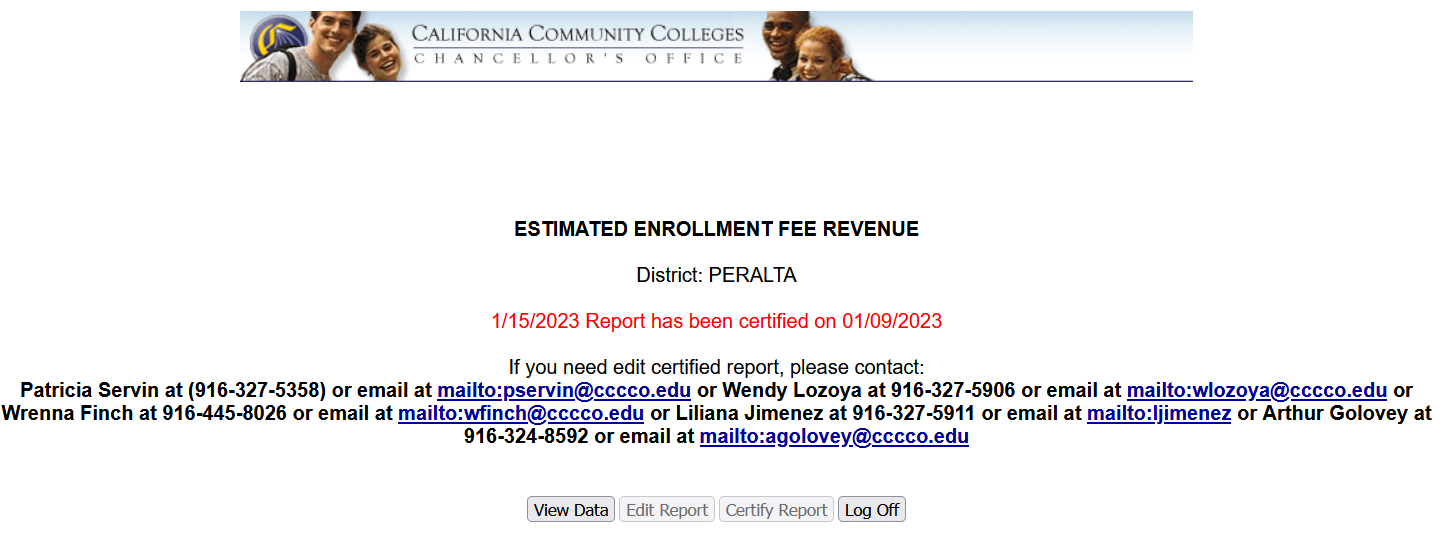 CALIFORNIA COMMUNITY COLLEGES
CHANCELLOR'S OFFICE
ESTIMATED ENROLLMENT FEE REVENUE
District: PERALTA
1/15/2023 Report has been certified on 01/09/2023
If you need edit certified report, please contact:
Patricia Servin at (916-327-5358) or email at mailto:pservin@cccco.edu or Wendy Lozoya at 916-327-5906 or email at mailto:wlozoya@cccco.edu or
Wrenna Finch at 916-445-8026 or email at mailto:wfinch@cccco.edu or Liliana Jimenez at 916-327-5911 or email at mailto:ljimenez or Arthur Golovey at
916-324-8592 or email at mailto:agolovey@cccco.edu
View Data Edit Report Certify Report Log Off